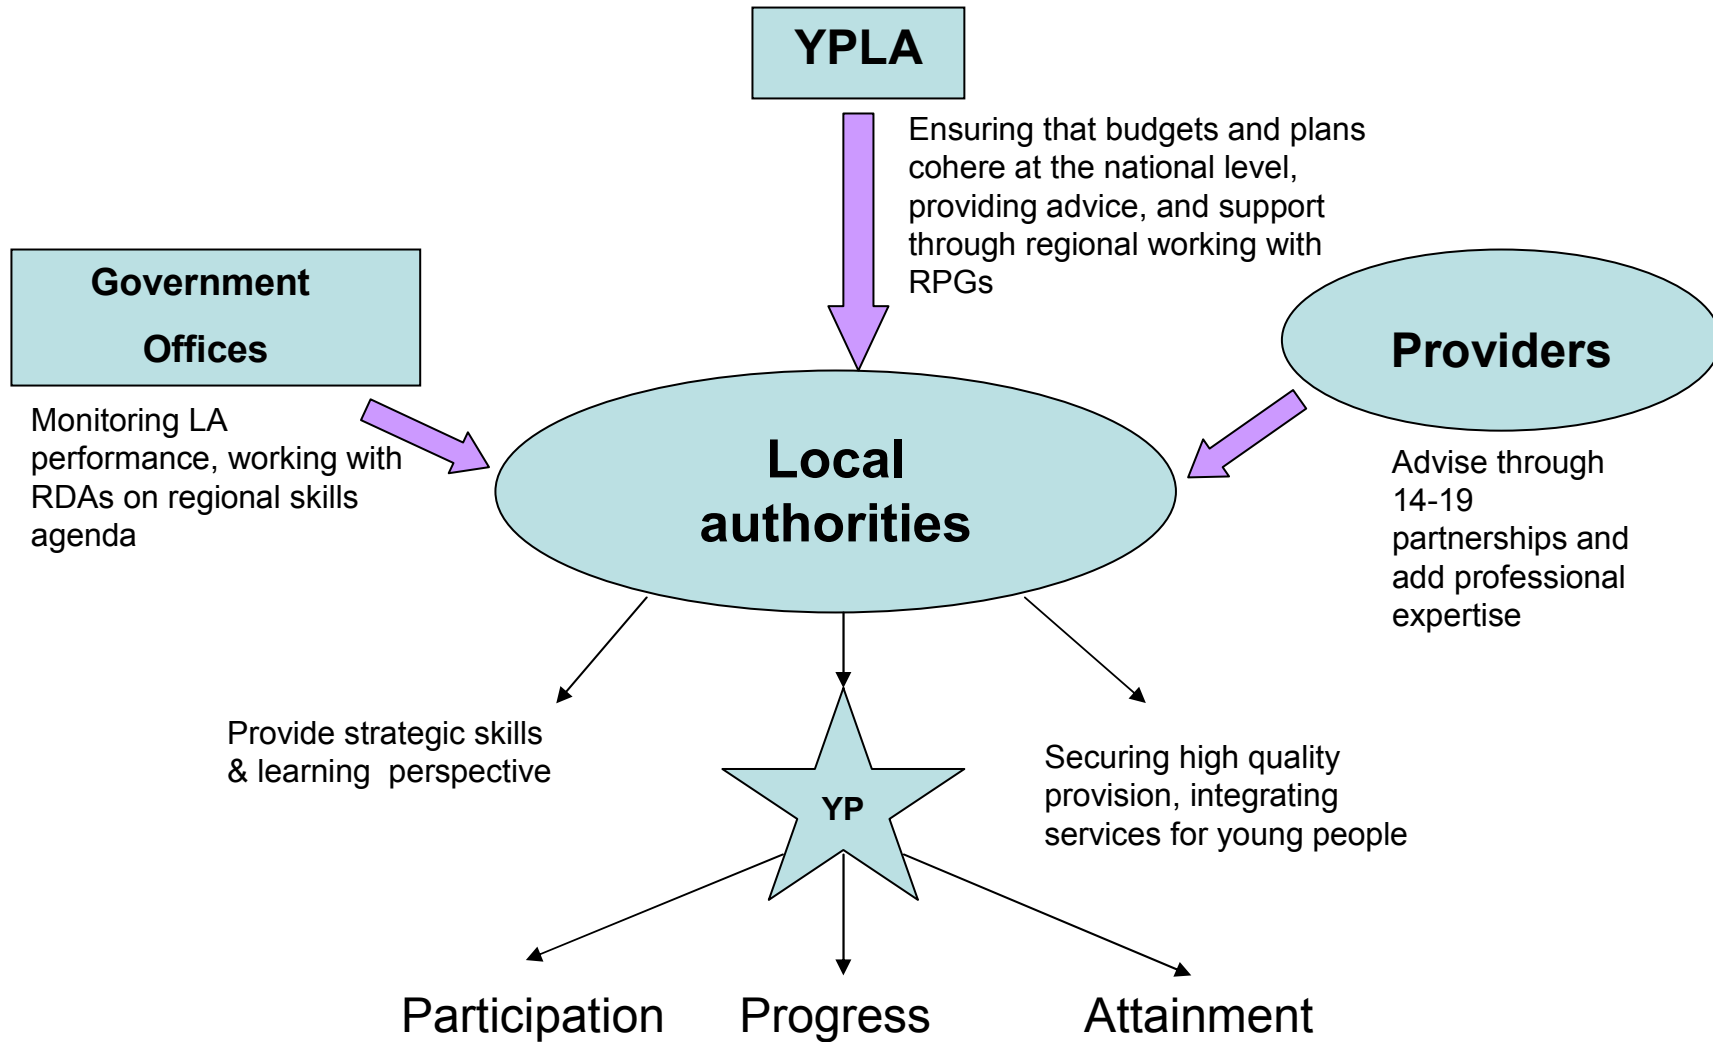 YPLA
Ensuring that budgets and plans
cohere at the national level,
providing advice, and support
through regional working with
RPGs
Government
Offices
Monitoring LA
performance, working with
RDAs on regional skills
agenda
Providers
Advise through
14-19
partnerships and
add professional
expertise
Local
authorities
Provide strategic skills
& learning perspective
YP
Securing high quality
provision, integrating
services for young people
Participation
Progress
Attainment